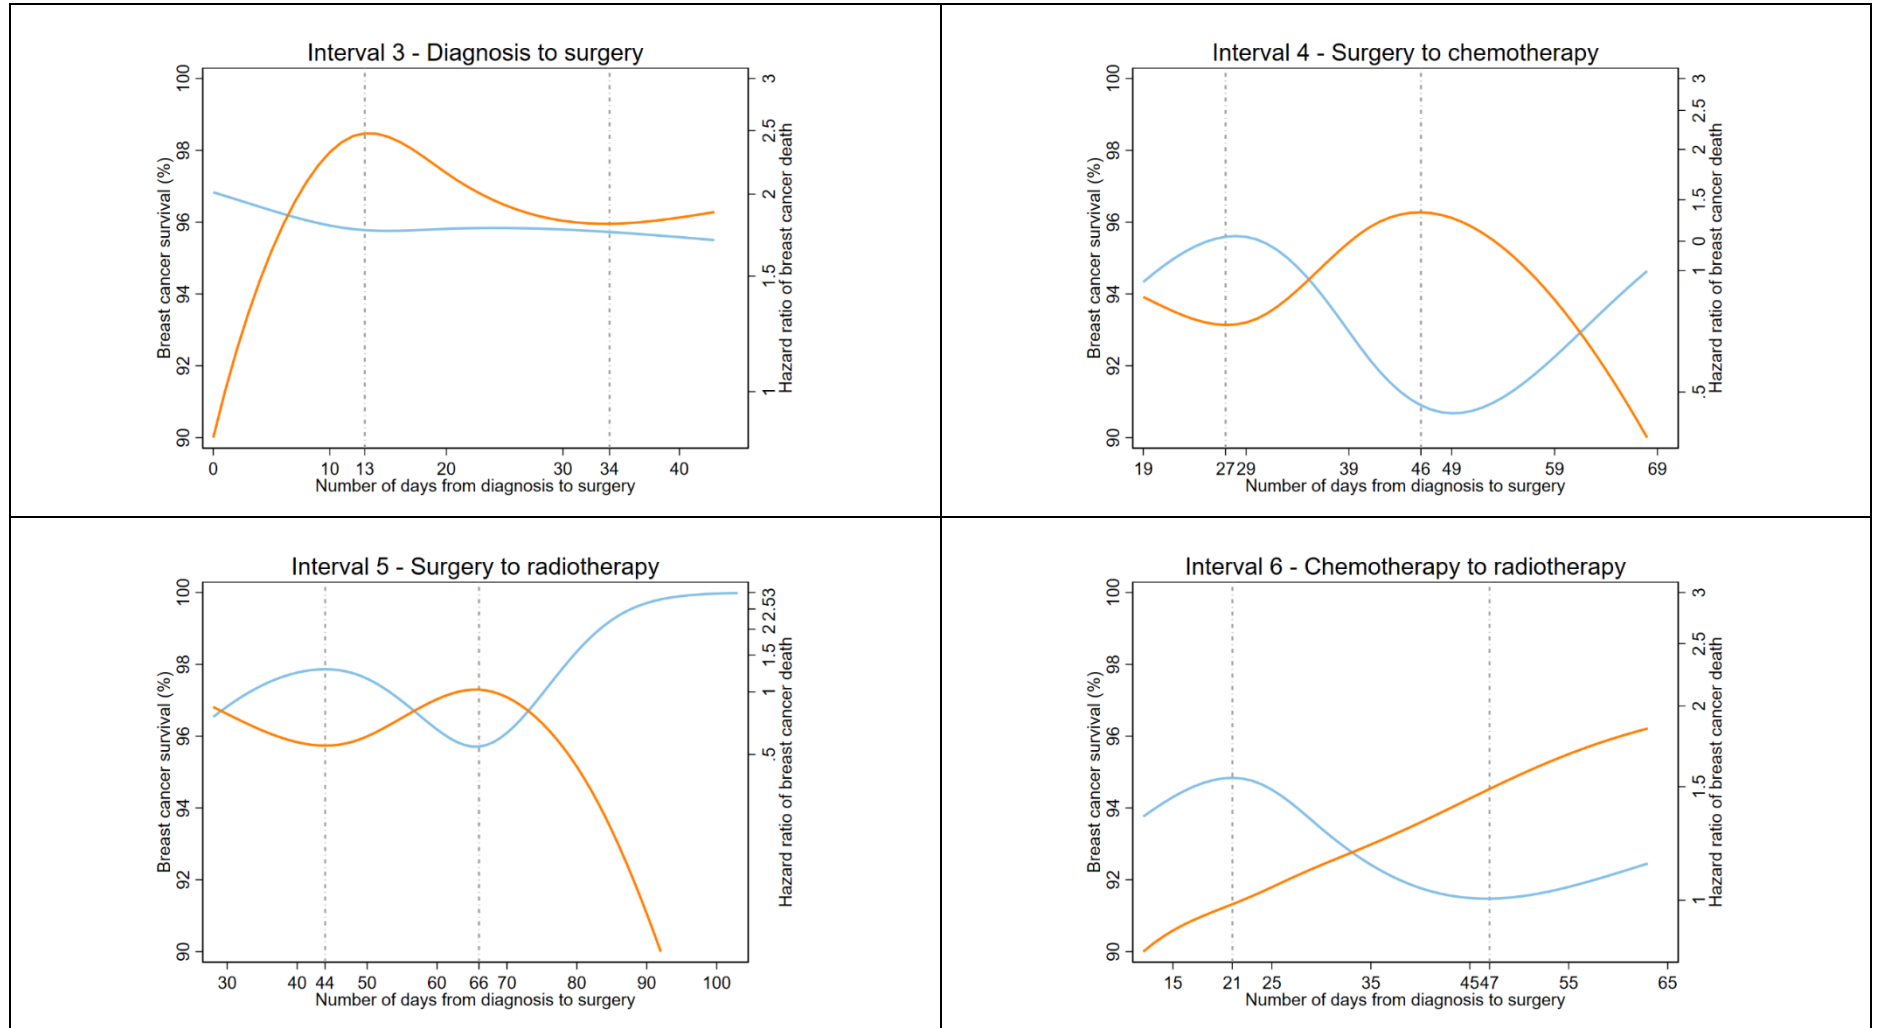 Interval 3 - Diagnosis to surgery
Breast cancer survival (%)
100
98
96
94
92
90
3
2.5
2
1.5
1
Hazard ratio of breast cancer death
0 10 13 20 30 34 40
Number of days from diagnosis to surgery
Interval 4 - Surgery to chemotherapy
Breast cancer survival (%)
100
98
96
94
92
90
3
2.5
2
1.5
0
1
.5
Hazard ratio of breast cancer death
19 27 29 39 46 49 59 69
Number of days from diagnosis to surgery
Interval 5 - Surgery to radiotherapy
Breast cancer survival (%)
100
98
96
94
92
90
2 2.53
1.5
1
.5
Hazard ratio of breast cancer death
30 40 44 50 60 66 70 80 90 100
Number of days from diagnosis to surgery
Interval 6 - Chemotherapy to radiotherapy
Breast cancer survival (%)
100
98
96
94
92
90
3
2.5
2
1.5
1
Hazard ratio of breast cancer death
15 21 25 35 4547 55 65
Number of days from diagnosis to surgery